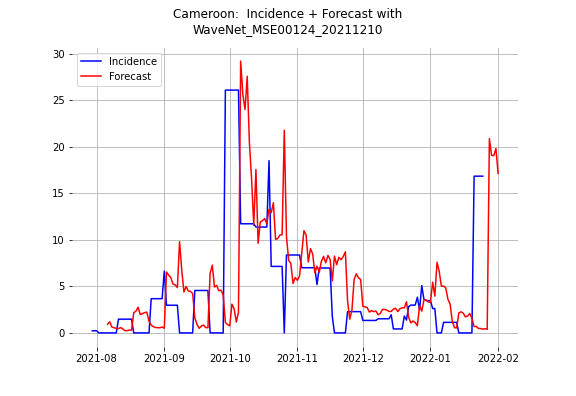 Cameroon:  Incidence + Forecast with
WaveNet_MSE00124_20211210
Incidence
Forecast
30
25
20
15
10
5
0
2021-08 2021-09 2021-10 2021-11 2021-12 2022-01 2022-02